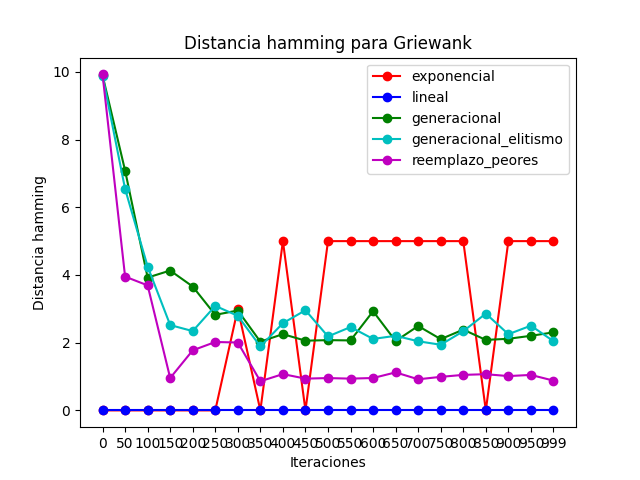 Distancia hamming para Griewank
exponencial
lineal
generacional
generacional_elitismo
reemplazo_peores
Distancia hamming
10
8
6
4
2
0
0 50 100 150 200 250 300 350 400 450 500 550 600 650 700 750 800 850 900 950 999
Iteraciones